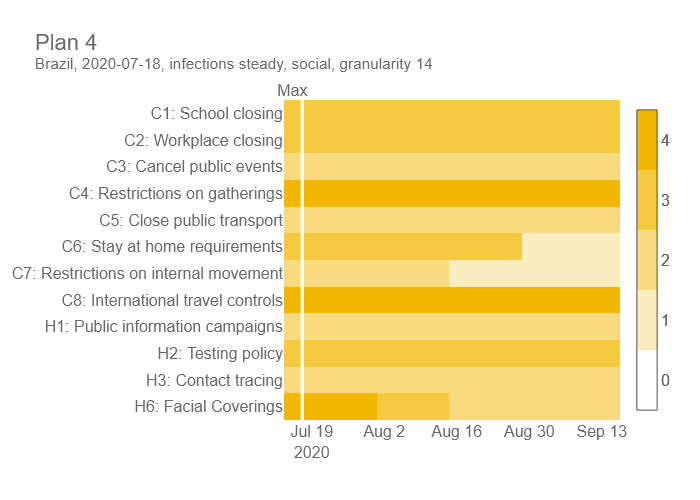 Plan 4
Brazil, 2020-07-18, infections steady, social, granularity 14
Max
C1: School closing
C2: Workplace closing
C3: Cancel public events
C4: Restrictions on gatherings
C5: Close public transport
C6: Stay at home requirements
C7: Restrictions on internal movement
C8: International travel controls
H1: Public information campaigns
H2: Testing policy
H3: Contact tracing
H6: Facial Coverings
Jul 19 Aug 2 Aug 16 Aug 30 Sep 13
2020
4
3
2
1
0